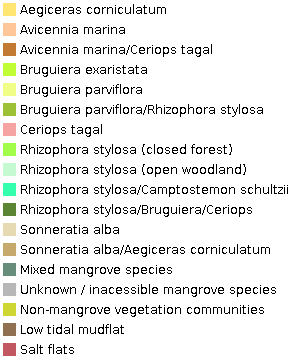 Aegiceras corniculatum
Avicennia marina
Avicennia marina/Ceriops tagal
Bruguiera exaristata
Bruguiera parviflora
Bruguiera parviflora/Rhizophora stylosa
Ceriops tagal
Rhizophora stylosa (closed forest)
Rhizophora stylosa (open woodland)
Rhizophora stylosa/Camptostemon schultzii
Rhizophora stylosa/Bruguiera/Ceriops
Sonneratia alba
Sonneratia alba/Aegiceras corniculatum
Mixed mangrove species
Unknown / inacessible mangrove species
Non-mangrove vegetation communities
Low tidal mudflat
Salt flats